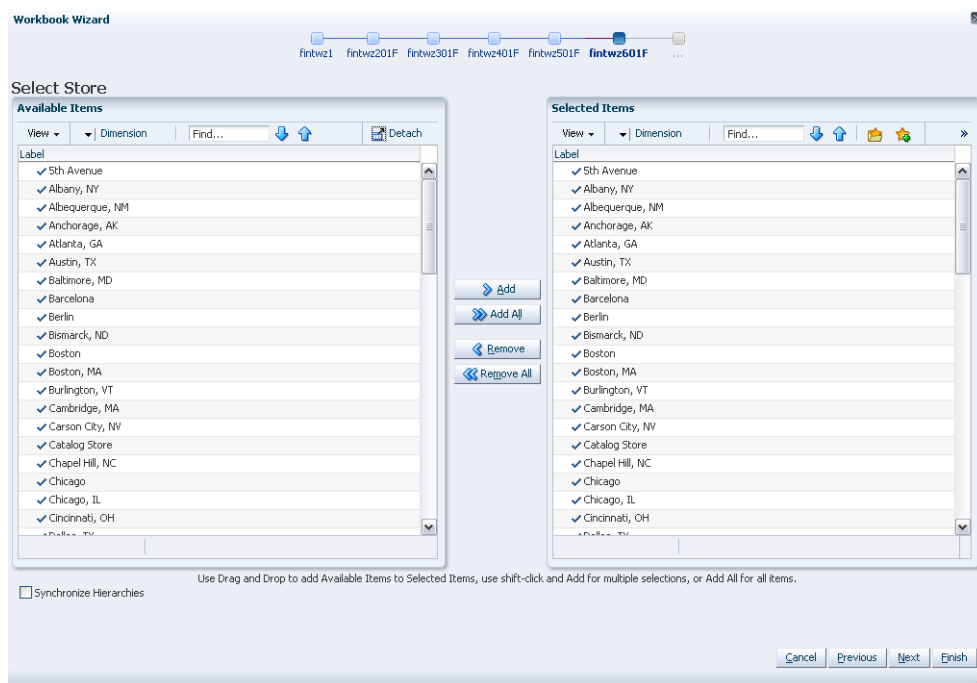 Workbook Wizard
fintwz1 fintwz201F fintwz301F fintwz401F fintwz501F fintwz601F ...
Select Store
Available Items
View Dimension Find... Detach
Label
5th Avenue
Albany, NY
Albequerque, NM
Anchorage, AK
Atlanta, GA
Austin, TX
Baltimore, MD
Barcelona
Berlin
Bismarck, ND
Boston
Boston, MA
Burlington, VT
Cambridge, MA
Carson City, NV
Catalog Store
Chapel Hill, NC
Chicago
Chicago, IL
Cincinnati, OH
Dallas, TX
Add
Add All
Remove
Remove All
Selected Items
View Dimension Find... »
Label
5th Avenue
Albany, NY
Albequerque, NM
Anchorage, AK
Atlanta, GA
Austin, TX
Baltimore, MD
Barcelona
Berlin
Bismarck, ND
Boston
Boston, MA
Burlington, VT
Cambridge, MA
Carson City, NV
Catalog Store
Chapel Hill, NC
Chicago
Chicago, IL
Cincinnati, OH
Dallas, TX
Use Drag and Drop to add Available Items to Selected Items, use shift-click and Add for multiple selections, or Add All for all items.
Synchronize Hierarchies
Cancel Previous Next Finish